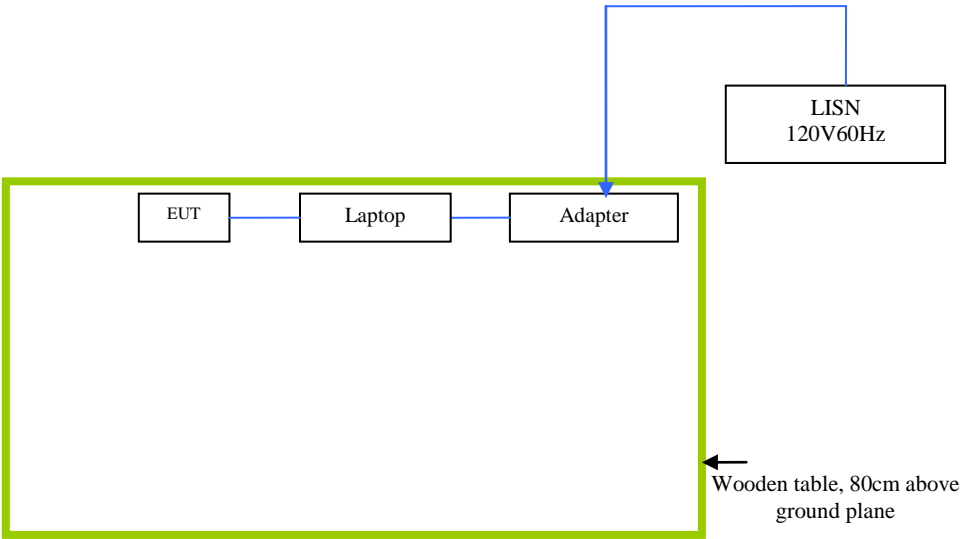 LISN
120V60Hz
EUT
Laptop
Adapter
Wooden table, 80cm above
ground plane